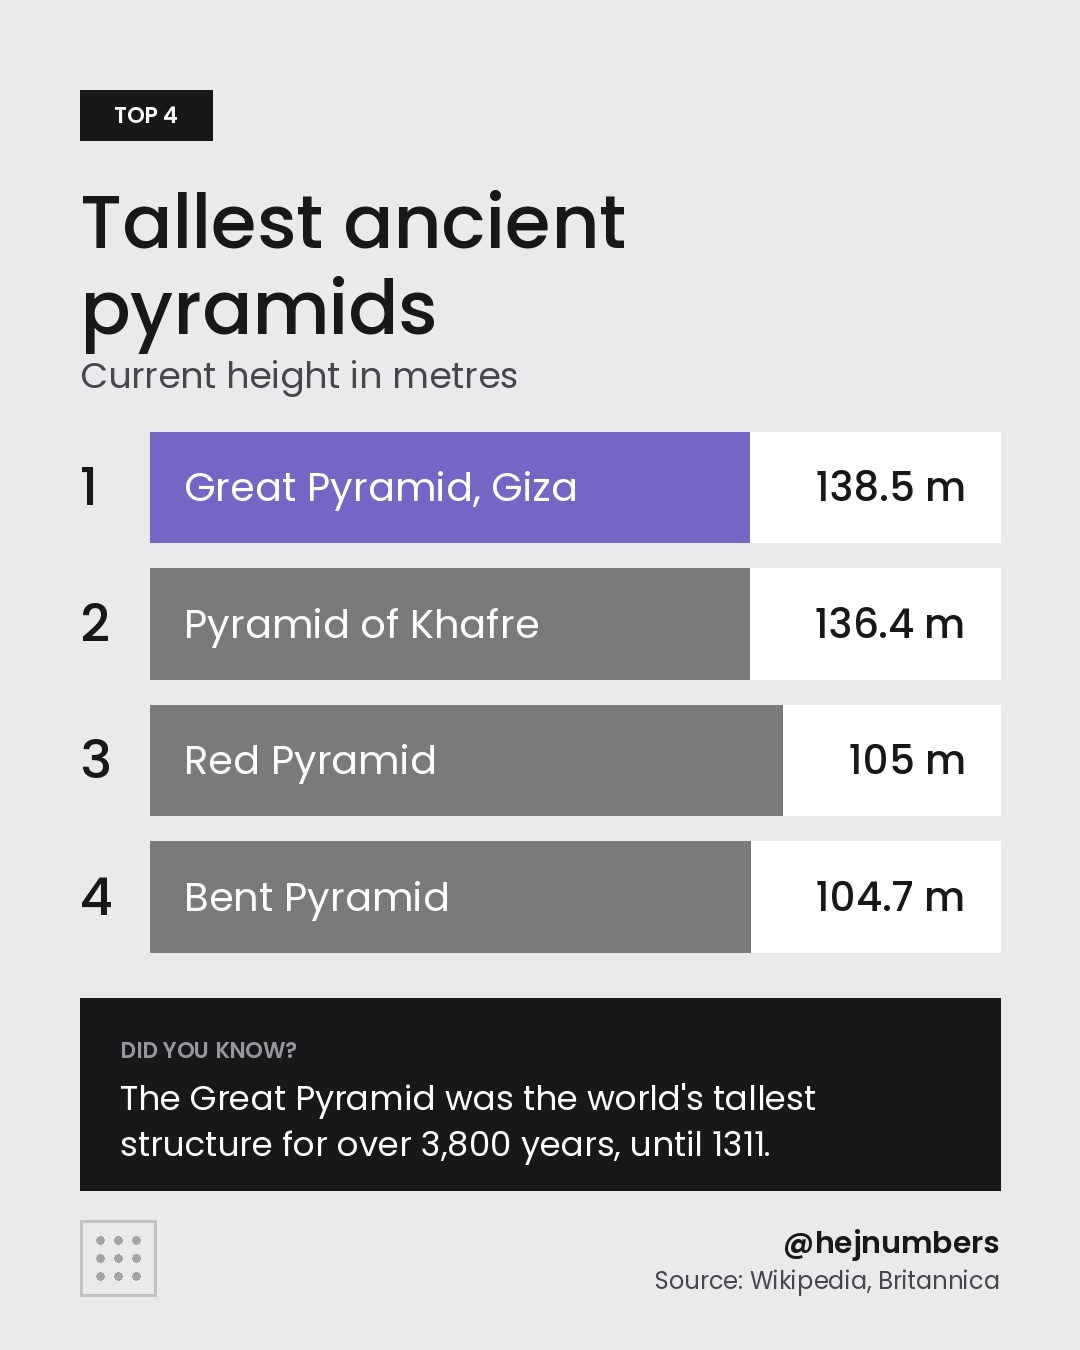 TOP 4
Tallest ancient
pyramids
Current height in metres
1 Great Pyramid, Giza 138.5 m
2 Pyramid of Khafre 136.4 m
3 Red Pyramid 105 m
4 Bent Pyramid 104.7 m
DID YOU KNOW?
The Great Pyramid was the world's tallest
structure for over 3,800 years, until 1311.
@hejnumbers
Source: Wikipedia, Britannica